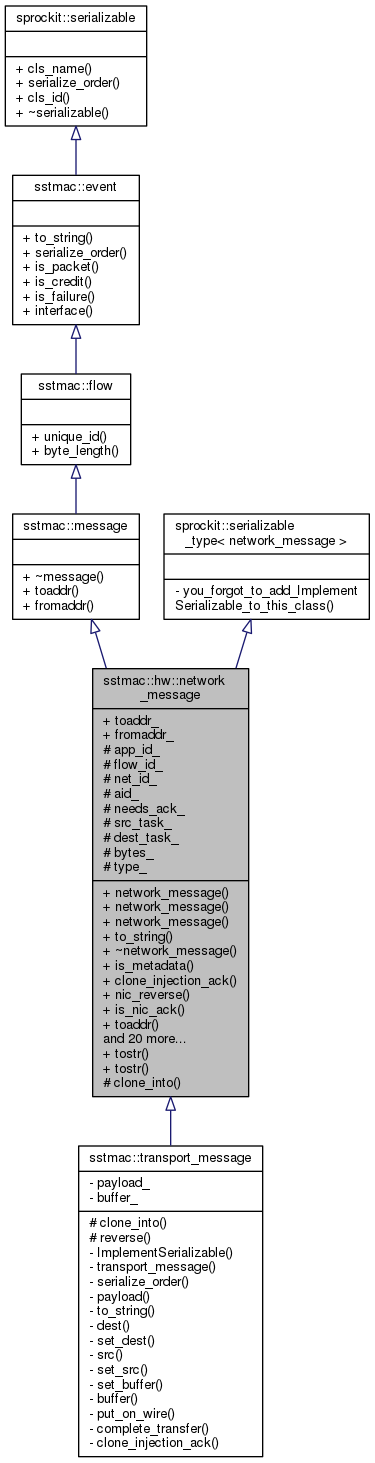 sprockit::serializable
+ cls_name()
+ serialize_order()
+ cls_id()
+ ~serializable()
sstmac::event
+ to_string()
+ serialize_order()
+ is_packet()
+ is_credit()
+ is_failure()
+ interface()
sstmac::flow
+ unique_id()
+ byte_length()
sstmac::message
+ ~message()
+ toaddr()
+ fromaddr()
sprockit::serializable
_type< network_message >
- you_forgot_to_add_Implement
Serializable_to_this_class()
sstmac::hw::network
_message
+ toaddr_
+ fromaddr_
# app_id_
# flow_id_
# net_id_
# aid_
# needs_ack_
# src_task_
# dest_task_
# bytes_
# type_
+ network_message()
+ network_message()
+ network_message()
+ to_string()
+ ~network_message()
+ is_metadata()
+ clone_injection_ack()
+ nic_reverse()
+ is_nic_ack()
+ toaddr()
and 20 more...
+ tostr()
+ tostr()
# clone_into()
sstmac::transport_message
- payload_
- buffer_
# clone_into()
# reverse()
- ImplementSerializable()
- transport_message()
- serialize_order()
- payload()
- to_string()
- dest()
- set_dest()
- src()
- set_src()
- set_buffer()
- buffer()
- put_on_wire()
- complete_transfer()
- clone_injection_ack()